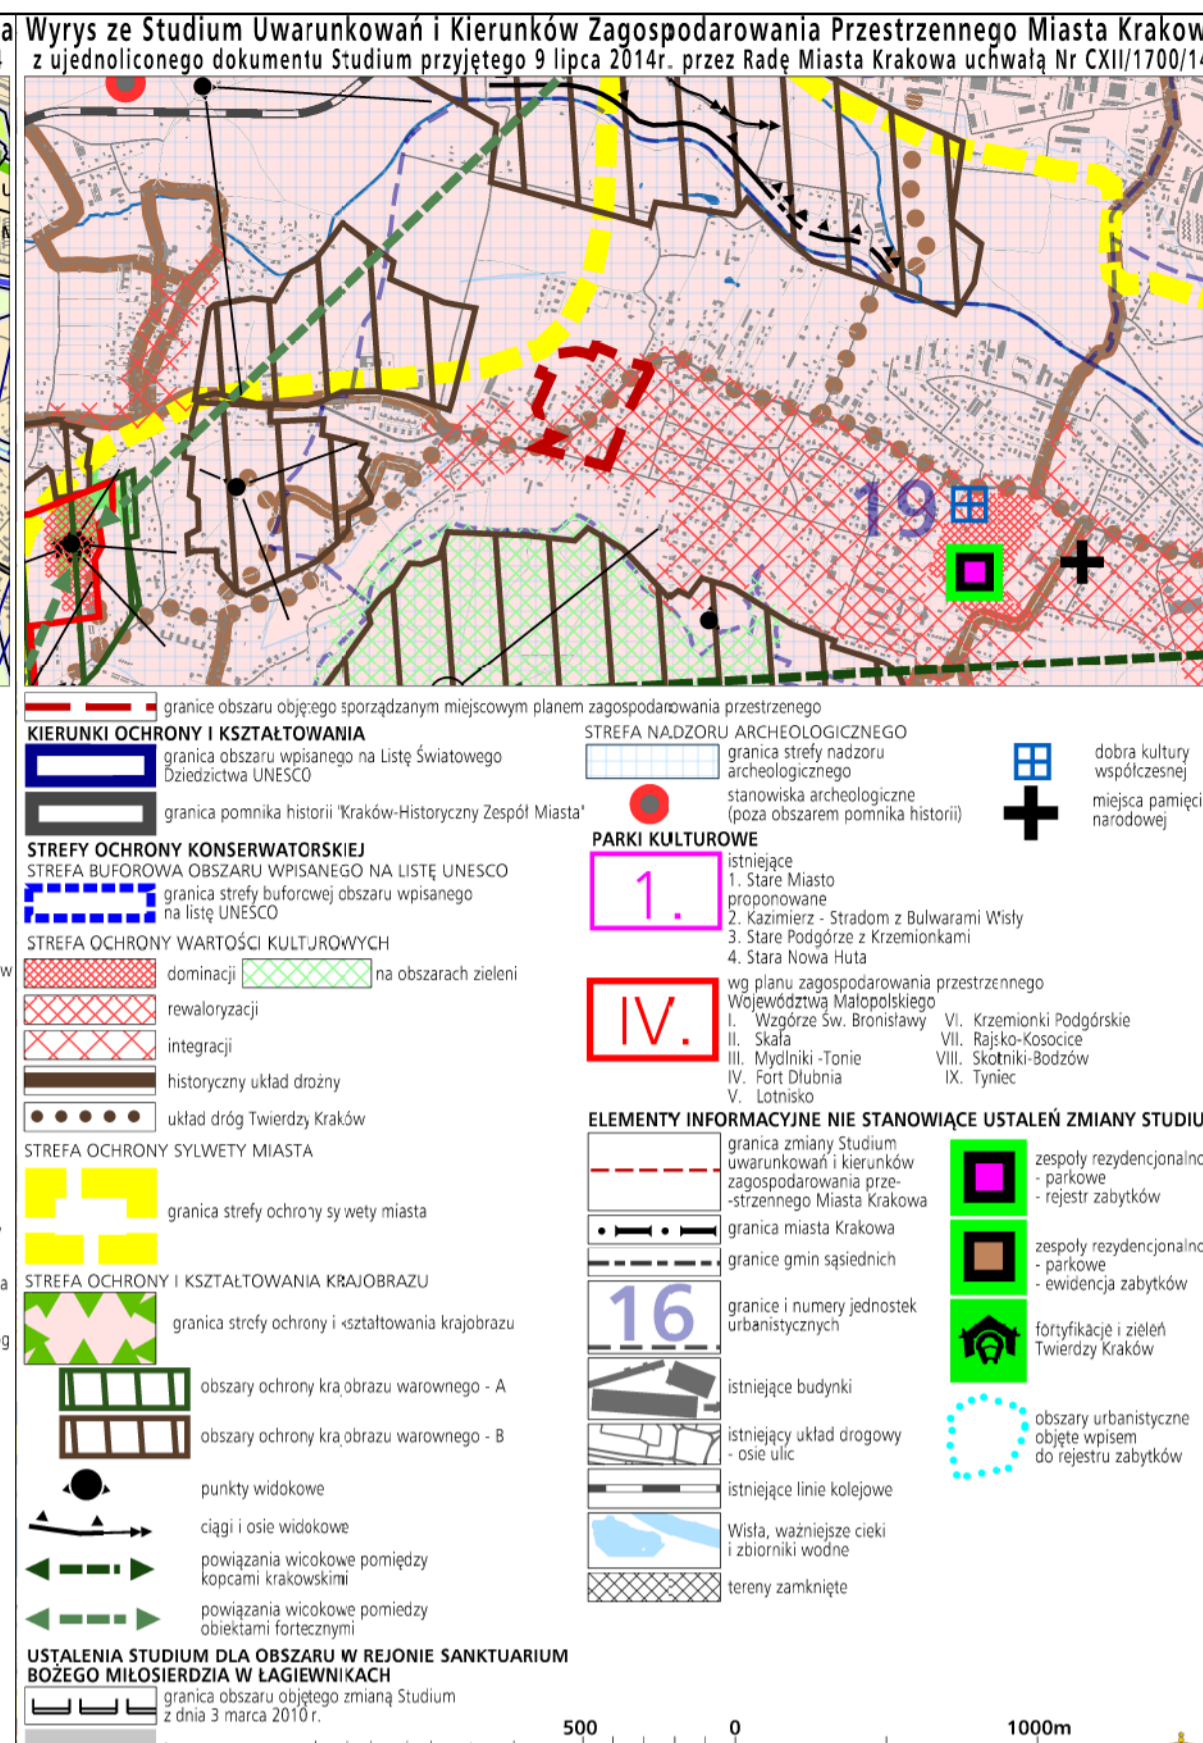 Wyrys ze Studium Uwarunkowań i Kierunków Zagospodarowania Przestrzennego Miasta Krakow
z ujednoliconego dokumentu Studium przyjętego 9 lipca 2014r. przez Radę Miasta Krakowa uchwałą Nr CXII/1700/14
19
granice obszaru objętego sporządzanym miejscowym planem zagospodarowania przestrzenego
KIERUNKI OCHRONY I KSZTAŁTOWANIA
granica obszaru wpisanego na Listę Światowego
Dziedzictwa UNESCO
granica pomnika historii "Kraków-Historyczny Zespół Miasta"
STREFY OCHRONY KONSERWATORSKIEJ
STREFA BUFOROWA OBSZARU WPISANEGO NA LISTĘ UNESCO
granica strefy buforowej obszaru wpisanego
na listę UNESCO
STREFA OCHRONY WARTOŚCI KULTUROWYCH
dominacji
na obszarach zieleni
rewaloryzacji
integracji
historyczny układ drożny
układ dróg Twierdzy Kraków
STREFA OCHRONY SYLWETY MIASTA
granica strefy ochrony sylwety miasta
STREFA OCHRONY I KSZTAŁTOWANIA KRAJOBRAZU
granica strefy ochrony i kształtowania krajobrazu
obszary ochrony krajobrazu warownego - A
obszary ochrony krajobrazu warownego - B
punkty widokowe
ciągi i osie widokowe
powiązania widokowe pomiędzy
kopcami krakowskimi
powiązania widokowe pomiedzy
obiektami fortecznymi
USTALENIA STUDIUM DLA OBSZARU W REJONIE SANKTUARIUM
BOŻEGO MIŁOSIERDZIA W ŁAGIEWNIKACH
granica obszaru objętego zmianą Studium
z dnia 3 marca 2010 r.
STREFA NADZORU ARCHEOLOGICZNEGO
granica strefy nadzoru
archeologicznego
stanowiska archeologiczne
(poza obszarem pomnika historii)
dobra kultury
współczesnej
miejsca pamięci
narodowej
PARKI KULTUROWE
1.
istniejące
1. Stare Miasto
proponowane
2. Kazimierz - Stradom z Bulwarami Wisły
3. Stare Podgórze z Krzemionkami
4. Stara Nowa Huta
IV.
wg planu zagospodarowania przestrzennego
Województwa Małopolskiego
I. Wzgórze Św. Bronisławy VI. Krzemionki Podgórskie
II. Skała VII. Rajsko-Kosocice
III. Mydlniki -Tonie VIII. Skotniki-Bodzów
IV. Fort Dłubnia IX. Tyniec
V. Lotnisko
ELEMENTY INFORMACYJNE NIE STANOWIĄCE USTALEŃ ZMIANY STUDIU
granica zmiany Studium
uwarunkowań i kierunków
zagospodarowania prze-
-strzennego Miasta Krakowa
granica miasta Krakowa
granice gmin sąsiednich
16
granice i numery jednostek
urbanistycznych
istniejące budynki
istniejący układ drogowy
- osie ulic
istniejące linie kolejowe
Wisła, ważniejsze cieki
i zbiorniki wodne
tereny zamknięte
zespoły rezydencjonalno
- parkowe
- rejestr zabytków
zespoły rezydencjonalno
- parkowe
- ewidencja zabytków
fortyfikacje i zieleń
Twierdzy Kraków
obszary urbanistyczne
objęte wpisem
do rejestru zabytków
500 0 1000m